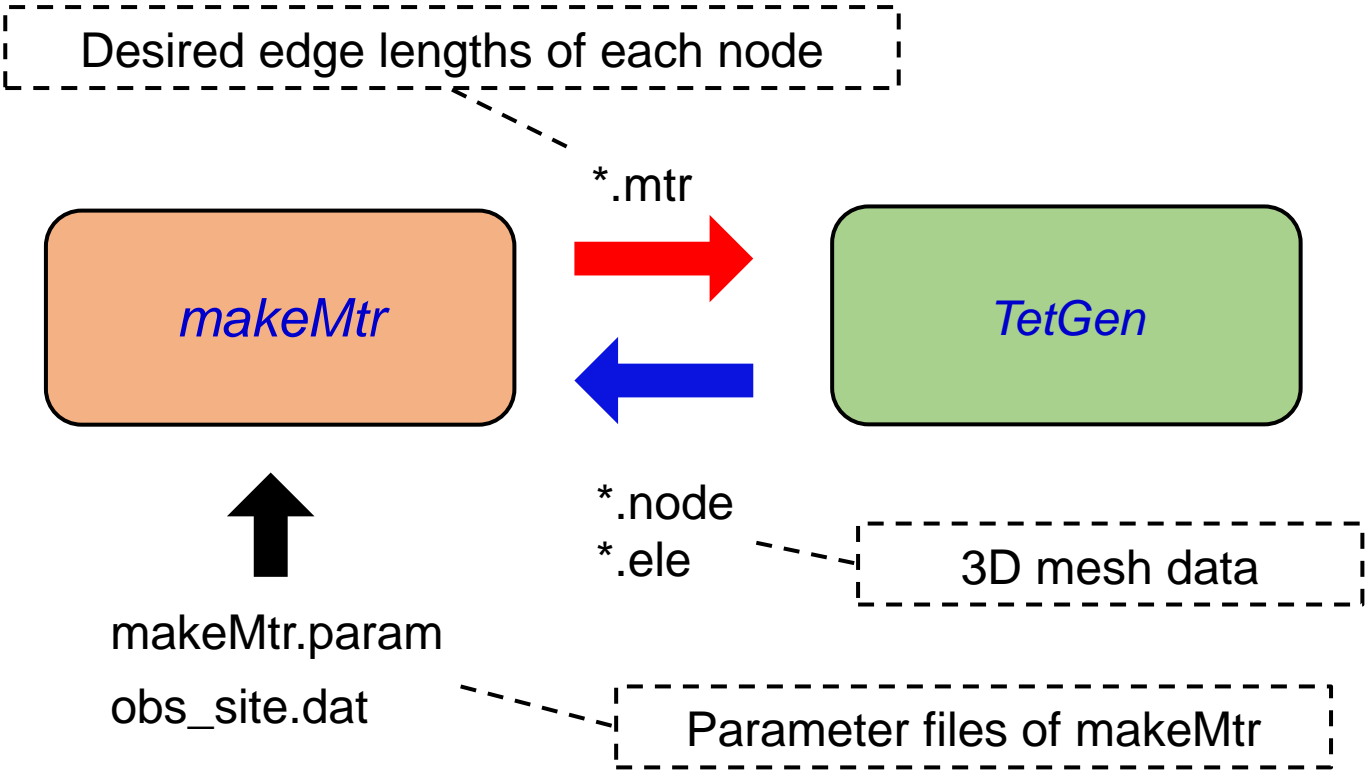 Desired edge lengths of each node
*.mtr
makeMtr
TetGen
*.node
*.ele
3D mesh data
makeMtr.param
obs_site.dat
Parameter files of makeMtr